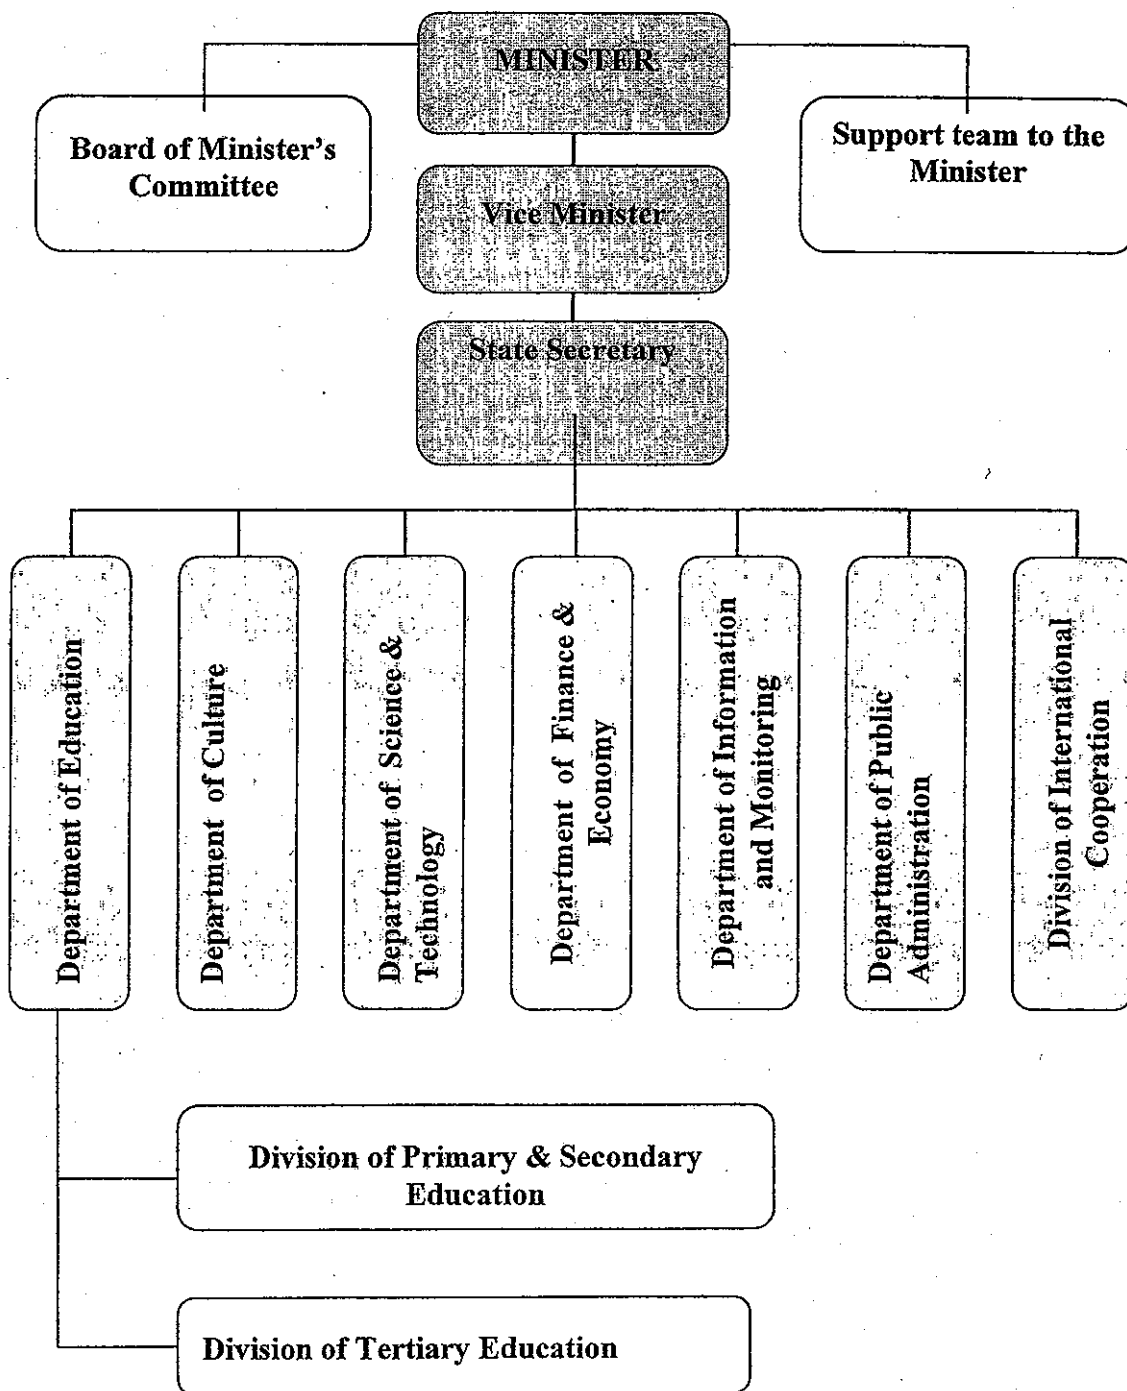 MINISTER
Board of Minister's
Committee
Support team to the
Minister
Vice Minister
State Secretary
Department of Education
Department of Culture
Department of Science &
Technology
Department of Finance &
Economy
Department of Information
and Monitoring
Department of Public
Administration
Division of International
Cooperation
Division of Primary & Secondary
Education
Division of Tertiary Education